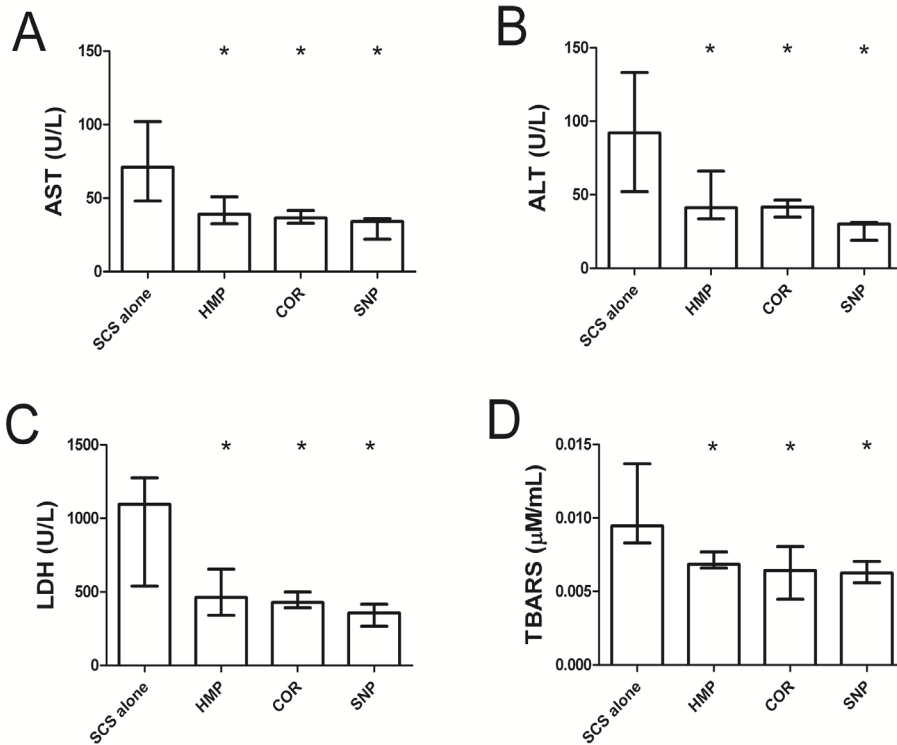 A
AST (U/L)
150
100
50
0
* * *
SCS alone HMP COR SNP
B
ALT (U/L)
150
100
50
0
* * *
SCS alone HMP COR SNP
C
LDH (U/L)
1500
1000
500
0
* * *
SCS alone HMP COR SNP
D
TBARS (μM/mL)
0.015
0.010
0.005
0.000
* * *
SCS alone HMP COR SNP